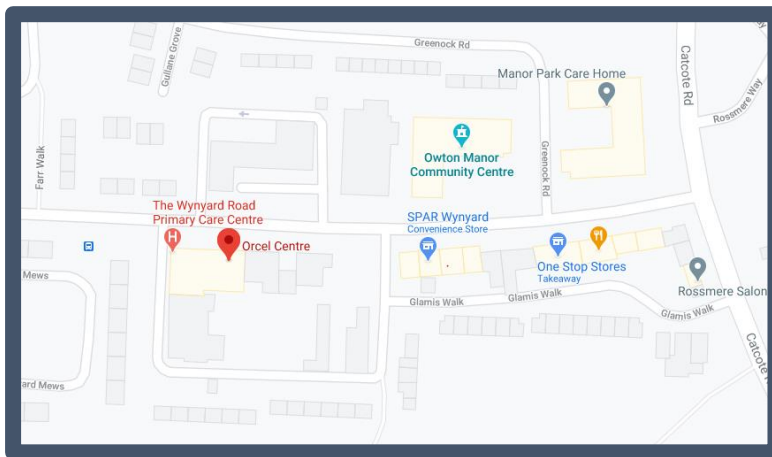 Greenock Rd
Gullane Grove
Manor Park Care Home
Catcote Rd
Rossmere Way
Owton Manor
Community Centre
Greenock Rd
Farr Walk
The Wynyard Road
Primary Care Centre
H
Orcel Centre
SPAR Wynyard
Convenience Store
One Stop Stores
Takeaway
Rossmere Salon
Mews
Glamis Walk
Glamis Walk
Glamis Walk
Catcote R
ard Mews